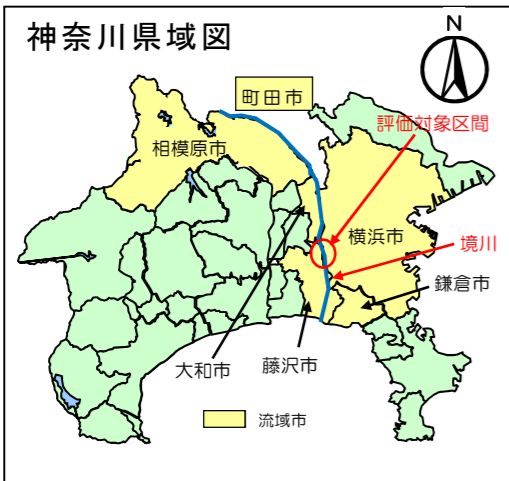 神奈川県域図
N
町田市
評価対象区間
相模原市
横浜市
境川
鎌倉市
大和市
藤沢市
流域市